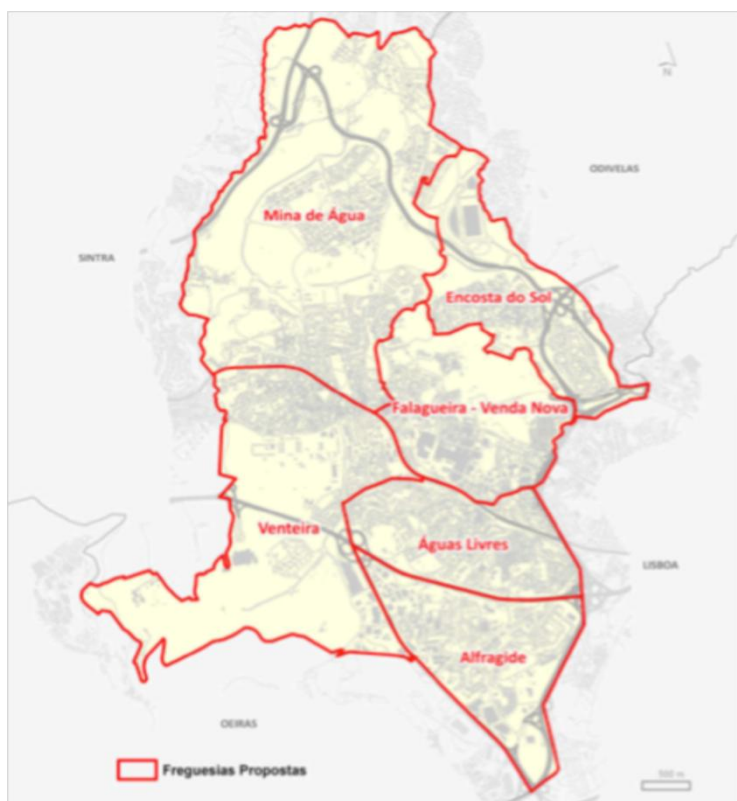 N
ODIVELAS
Mina de Água
SINTRA
Encosta do Sol
Falagueira - Venda Nova
Venteira
Águas Livres
LISBOA
Alfragide
OEIRAS
Freguesias Propostas
500 m